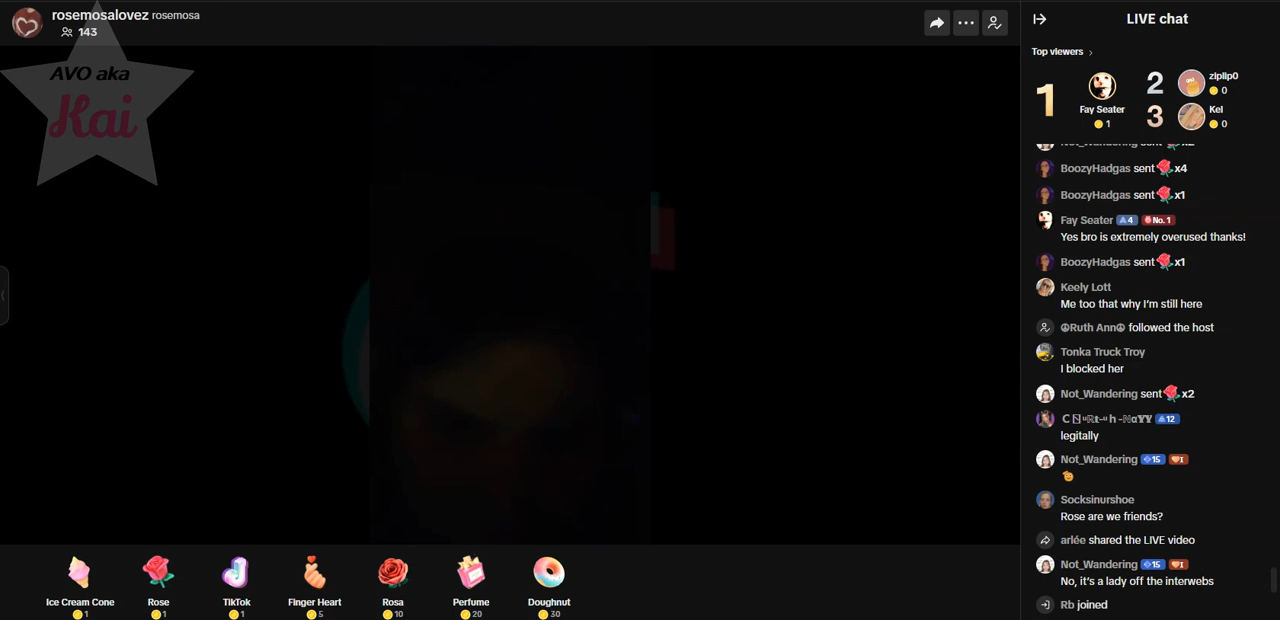 rosemosalovez rosemosa
143
AVO aka
Kai
LIVE chat
Top viewers
1
Fay Seater
1
2
zlplp0
0
3
Kel
0
Not_Wandering sent x2
BoozyHadgas sent x4
BoozyHadgas sent x1
Fay Seater 4 No. 1
Yes bro is extremely overused thanks!
BoozyHadgas sent x1
Keely Lott
Me too that why I'm still here
☮Ruth Ann☮ followed the host
Tonka Truck Troy
I blocked her
Not_Wandering sent x2
12
legitally
Not_Wandering 15 I
Socksinurshoe
Rose are we friends?
arlée shared the LIVE video
Not_Wandering 15 I
No, it's a lady off the interwebs
Rb joined
Ice Cream Cone Rose TikTok Finger Heart Rosa Perfume Doughnut
1 1 1 5 10 20 30